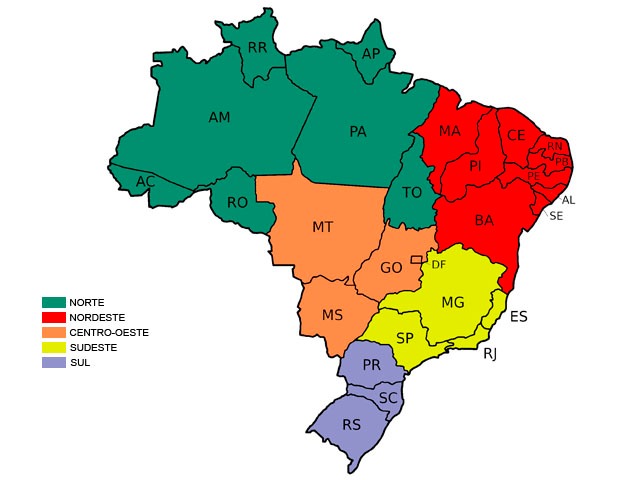 RR
AP
AM
PA
MA
CE
RN
PR
PI
PE
AC
TO
RO
AL
SE
BA
MT
GO
DF
MG
NORTE
NORDESTE
CENTRO-OESTE
SUDESTE
SUL
MS
ES
SP
RJ
PR
SC
RS